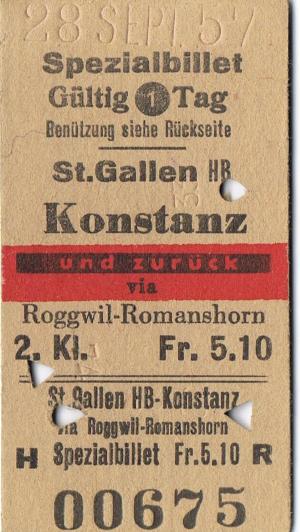 28 SEPT 57
Spezialbillet
Gültig 1 Tag
Benützung siehe Rückseite
St.Gallen HB
Konstanz
und zurück
via
Roggwil-Romanshorn
2. Kl. Fr. 5.10
St.Gallen HB-Konstanz
via Roggwil-Romanshorn
H Spezialbillet Fr.5.10 R
00675